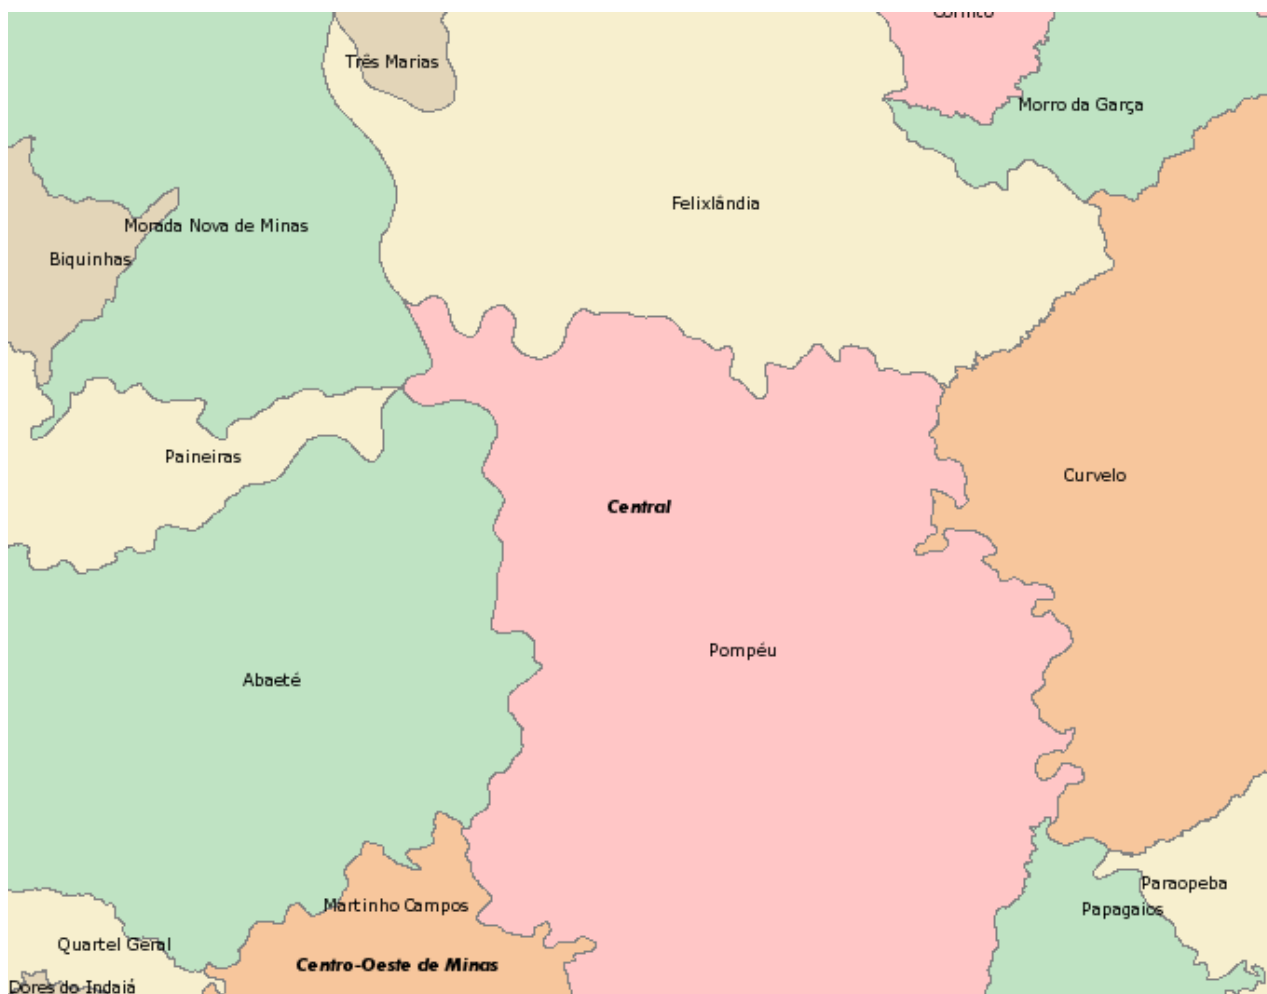 Corinto
Três Marias
Morro da Garça
Felixlândia
Morada Nova de Minas
Biquinhas
Paineiras
Curvelo
Central
Pompéu
Abaeté
Paraopeba
Martinho Campos
Papagaios
Quartel Geral
Centro-Oeste de Minas
Dores do Indaiá